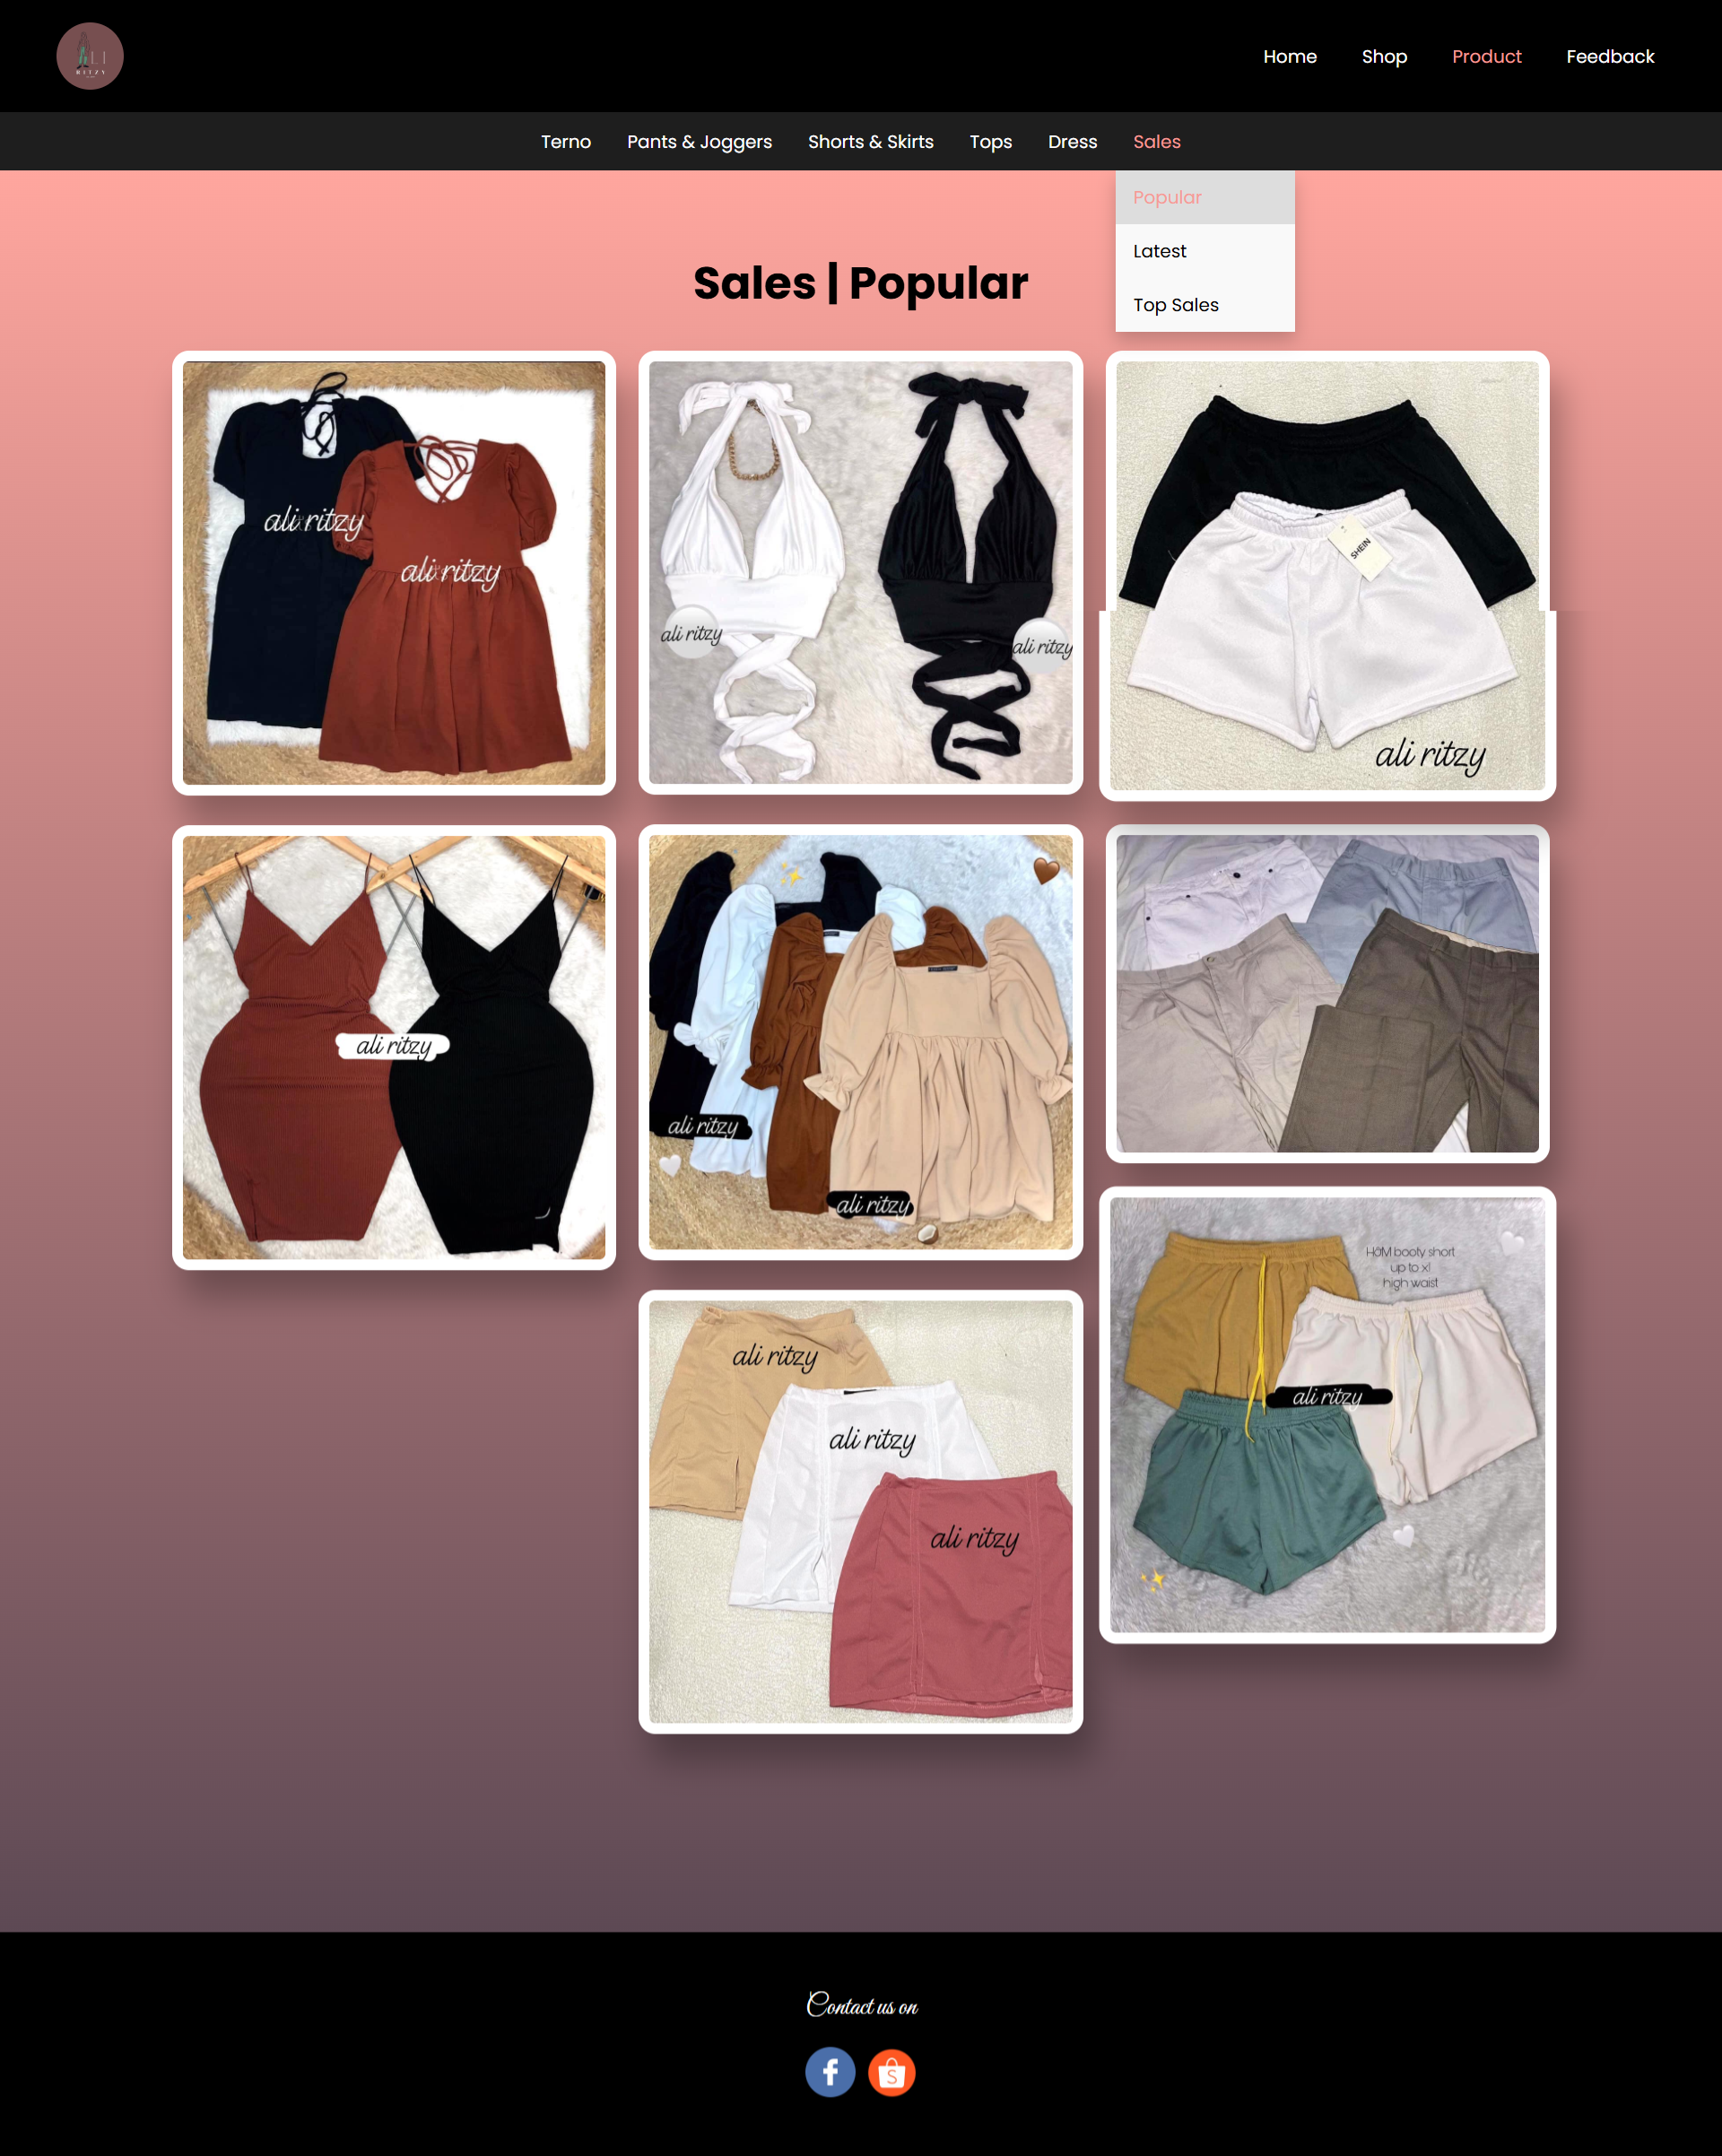 ALI
RITZY
Home Shop Product Feedback
Terno Pants & Joggers Shorts & Skirts Tops Dress Sales
Popular
Latest
Top Sales
Sales | Popular
ali ritzy
ali ritzy
ali ritzy
ali ritzy
SHEIN
ali ritzy
ali ritzy
ali ritzy
ali ritzy
H&M booty short
up to xl
high waist
ali ritzy
ali ritzy
ali ritzy
ali ritzy
Contact us on